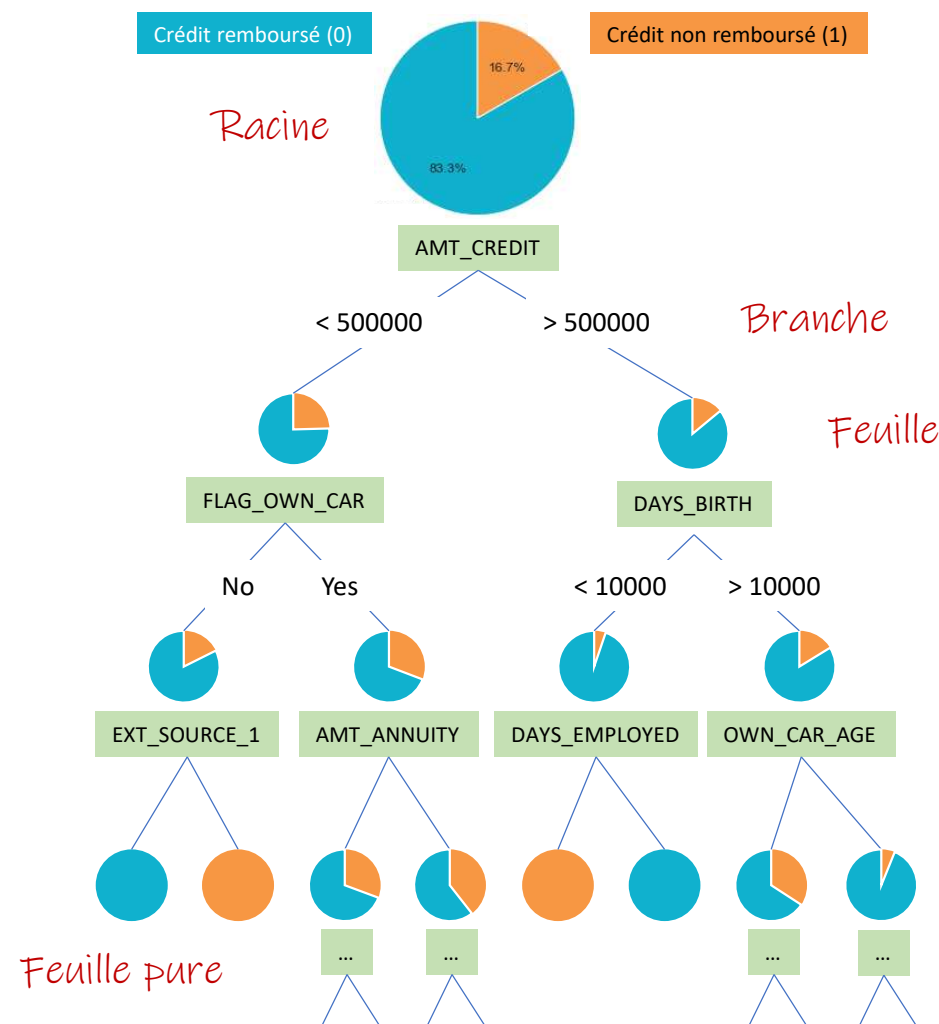 Crédit remboursé (0)
Crédit non remboursé (1)
16.7%
Racine
83.3%
AMT_CREDIT
< 500000
> 500000
Branche
Feuille
FLAG_OWN_CAR
DAYS_BIRTH
No
Yes
< 10000
> 10000
EXT_SOURCE_1
AMT_ANNUITY
DAYS_EMPLOYED
OWN_CAR_AGE
Feuille pure
...
...
...
...